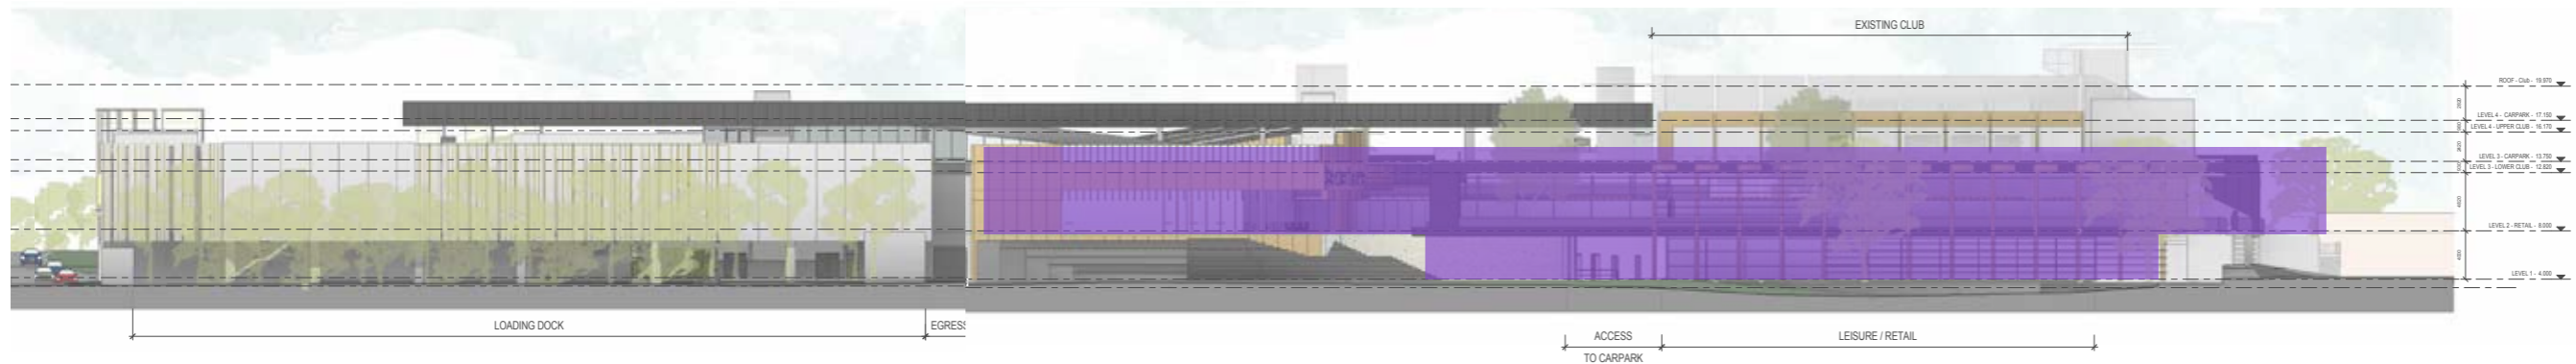 EXISTING CLUB
ROOF - Club - 19.970
LEVEL 4 - CARPARK - 17.150
LEVEL 4 - UPPER CLUB - 16.170
LEVEL 3 - CARPARK - 13.750
LEVEL 3 - LOWER CLUB - 12.820
LEVEL 2 - RETAIL - 8.000
4000
LEVEL 1 - 4.000
LOADING DOCK
EGRESS
ACCESS
TO CARPARK
LEISURE / RETAIL